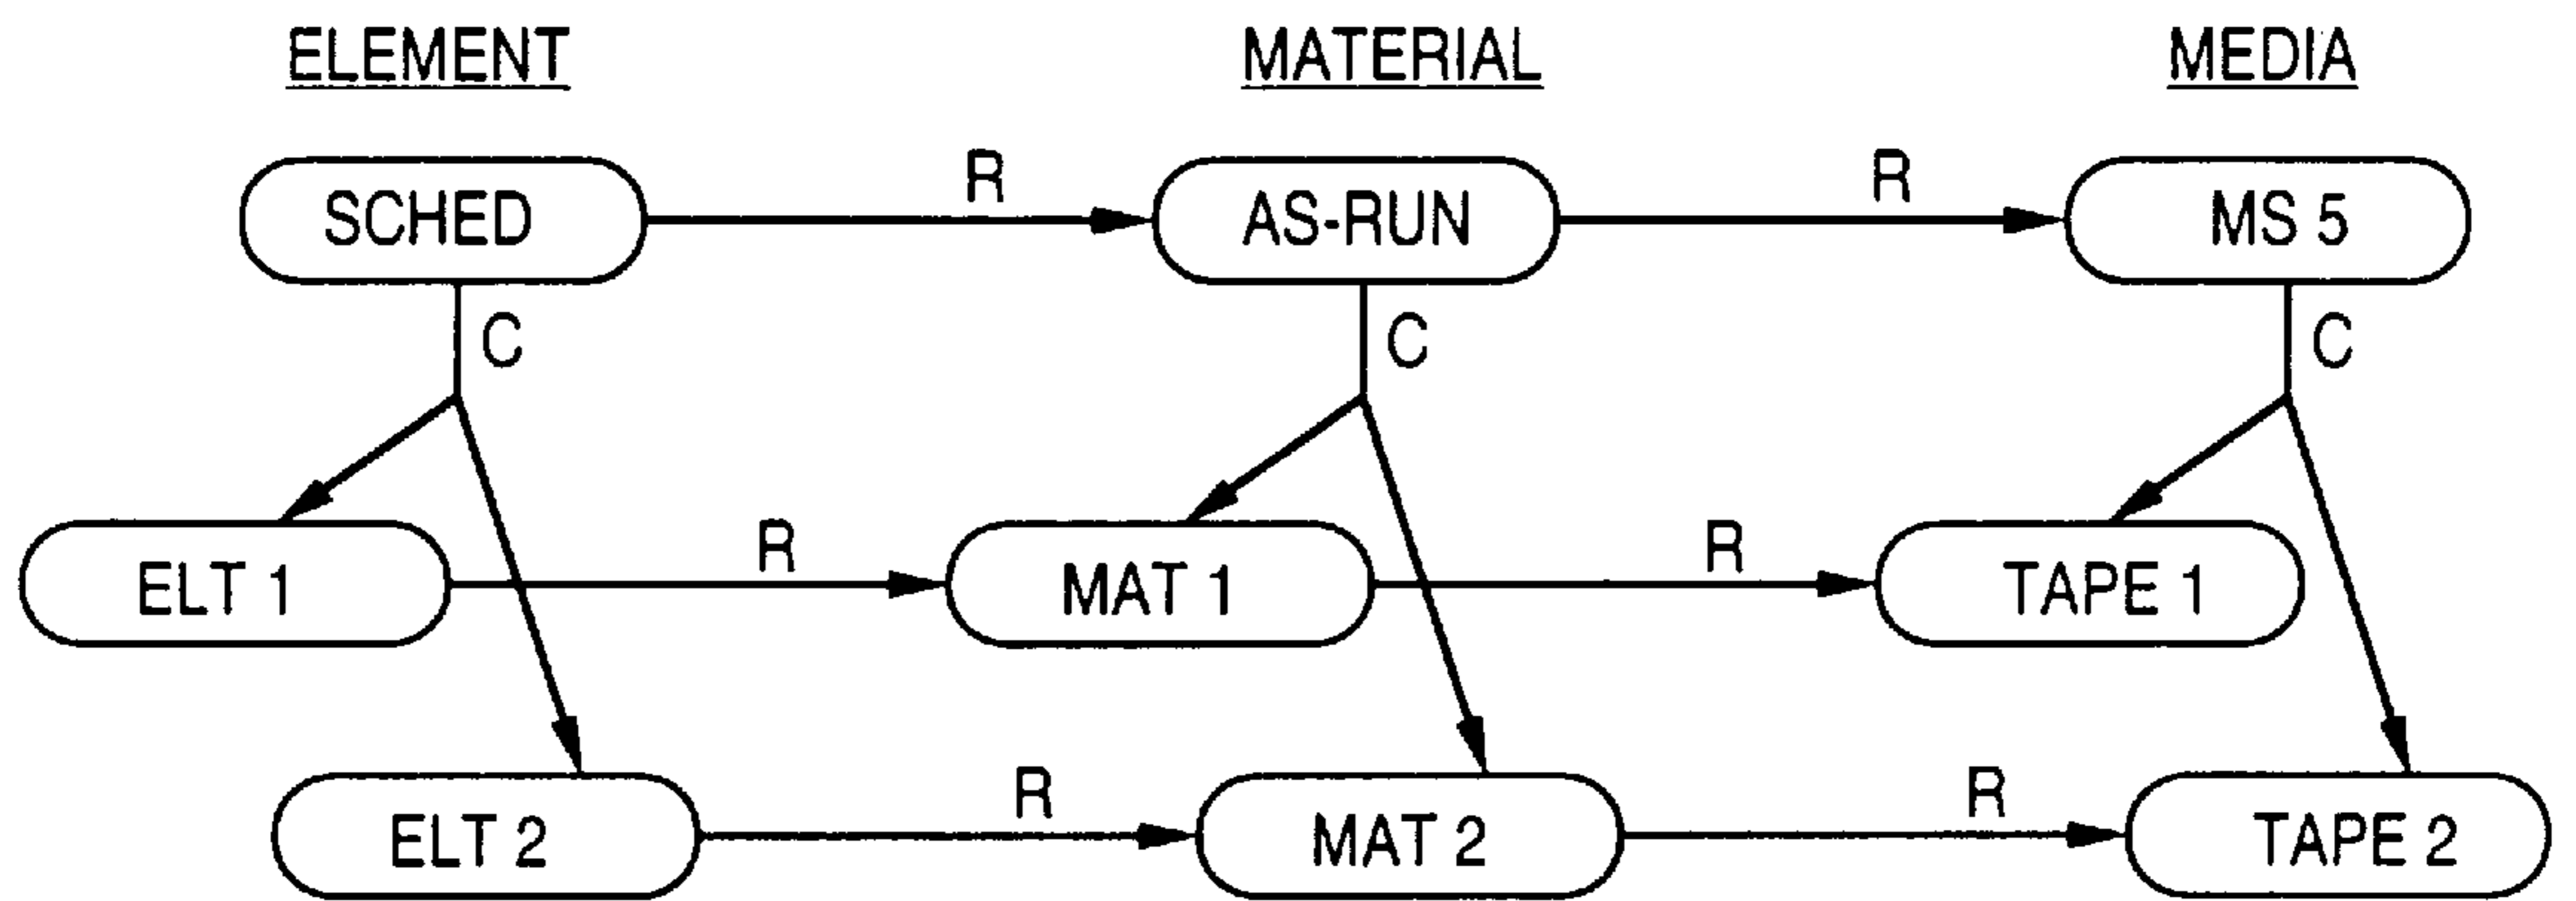 ELEMENT MATERIAL MEDIA
R R
SCHED AS-RUN MS 5
C C C
R R
ELT 1 MAT 1 TAPE 1
R R
ELT 2 MAT 2 TAPE 2